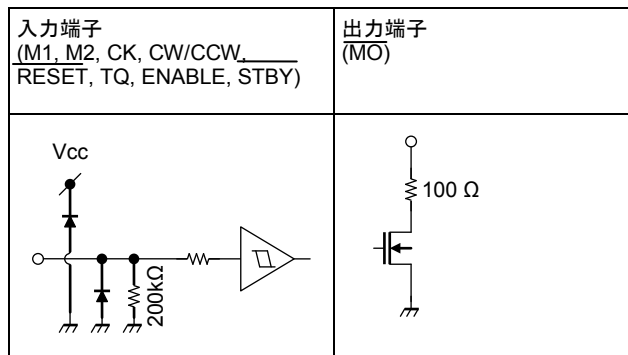 入力端子
(M1, M2, CK, CW/CCW,
RESET, TQ, ENABLE, STBY)
出力端子
(MO)
Vcc
200kΩ
100 Ω